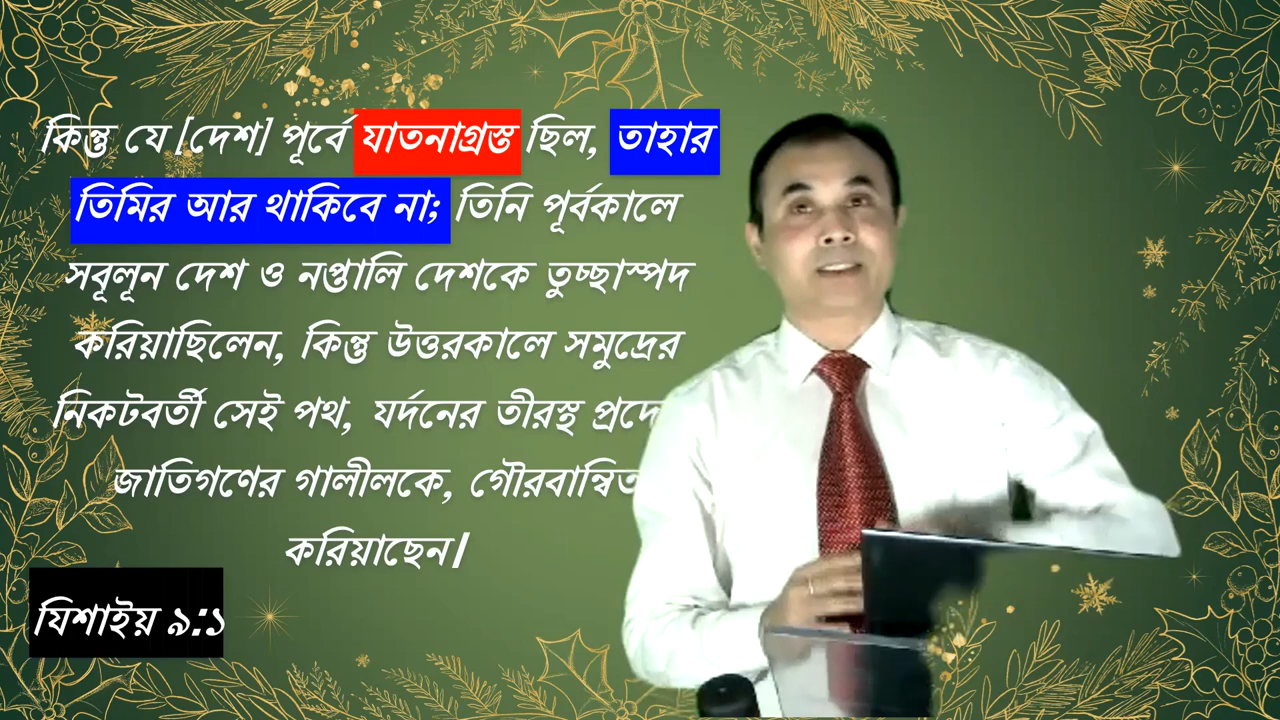 কিন্তু যে [দেশ] পূর্বে যাতনাগ্রস্ত ছিল, তাহার
তিমির আর থাকিবে না; তিনি পূর্বকালে
সবূলূন দেশ ও নপ্তালি দেশকে তুচ্ছাস্পদ
করিয়াছিলেন, কিন্তু উত্তরকালে সমুদ্রের
নিকটবর্তী সেই পথ, যর্দনের তীরস্থ
জাতিগণের গালীলকে, গৌরবান্বিত
করিয়াছেন।
যিশাইয় ৯:১